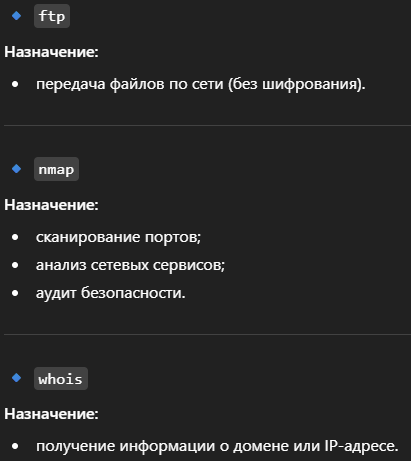 ftp
Назначение:
• передача файлов по сети (без шифрования).
nmap
Назначение:
• сканирование портов;
• анализ сетевых сервисов;
• аудит безопасности.
whois
Назначение:
• получение информации о домене или IP-адресе.